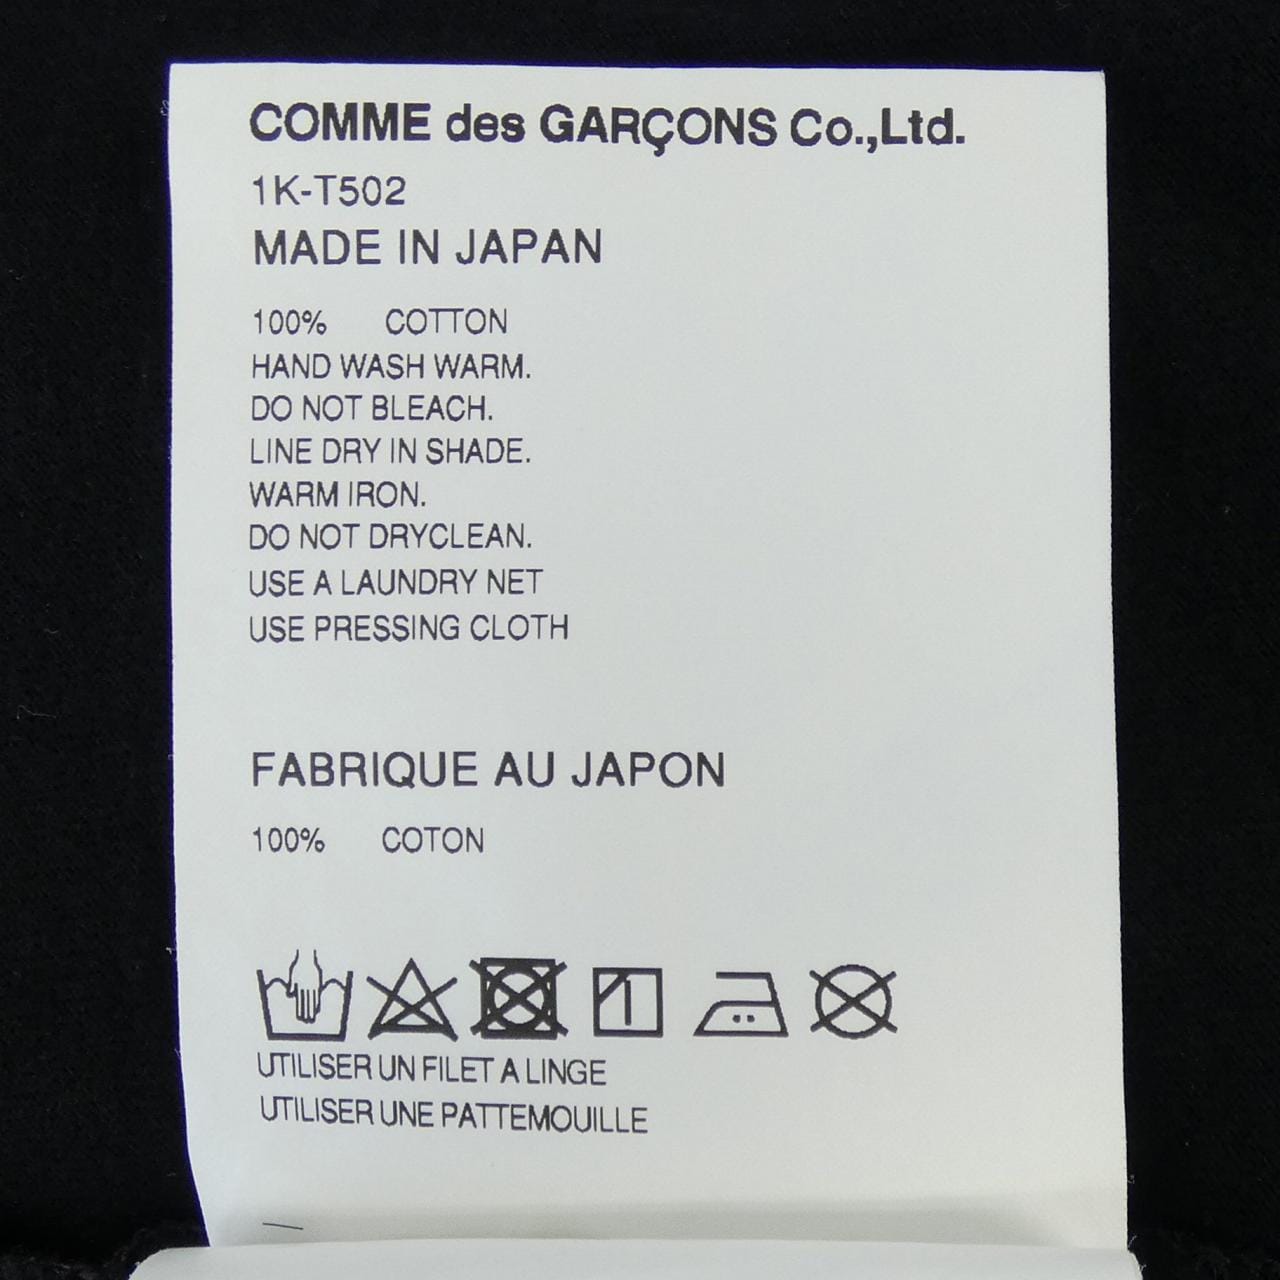 COMME des GARÇONS Co.,Ltd.
1K-T502
MADE IN JAPAN
100% COTTON
HAND WASH WARM.
DO NOT BLEACH.
LINE DRY IN SHADE.
WARM IRON.
DO NOT DRYCLEAN.
USE A LAUNDRY NET
USE PRESSING CLOTH
FABRIQUE AU JAPON
100% COTON
UTILISER UN FILET A LINGE
UTILISER UNE PATTEMOUILLE